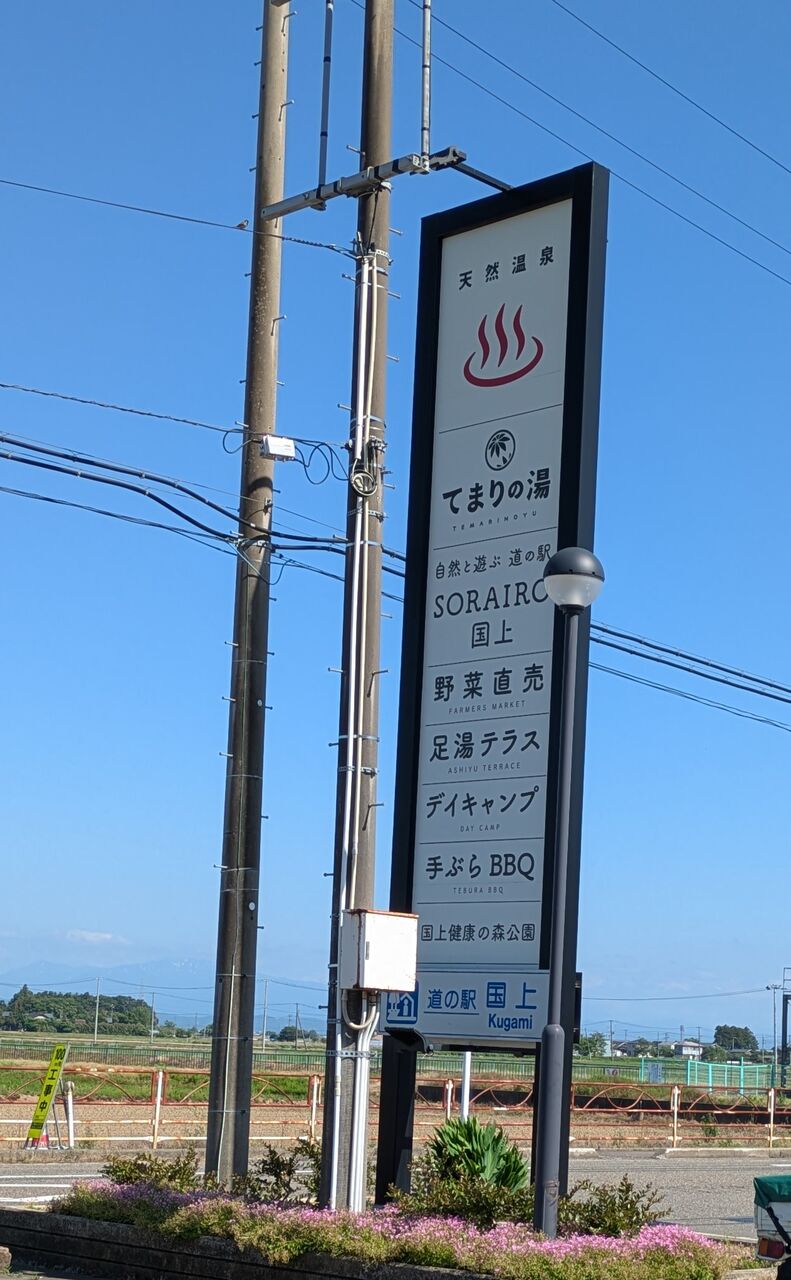 天然温泉
てまりの湯
TEMARINOYU
自然と遊ぶ 道の駅
SORAIRO
国上
野菜直売
FARMERS MARKET
足湯テラス
ASHIYU TERRACE
デイキャンプ
DAY CAMP
手ぶらBBQ
TEBURA BBQ
国上健康の森公園
道の駅 国上
Kugami
工事中